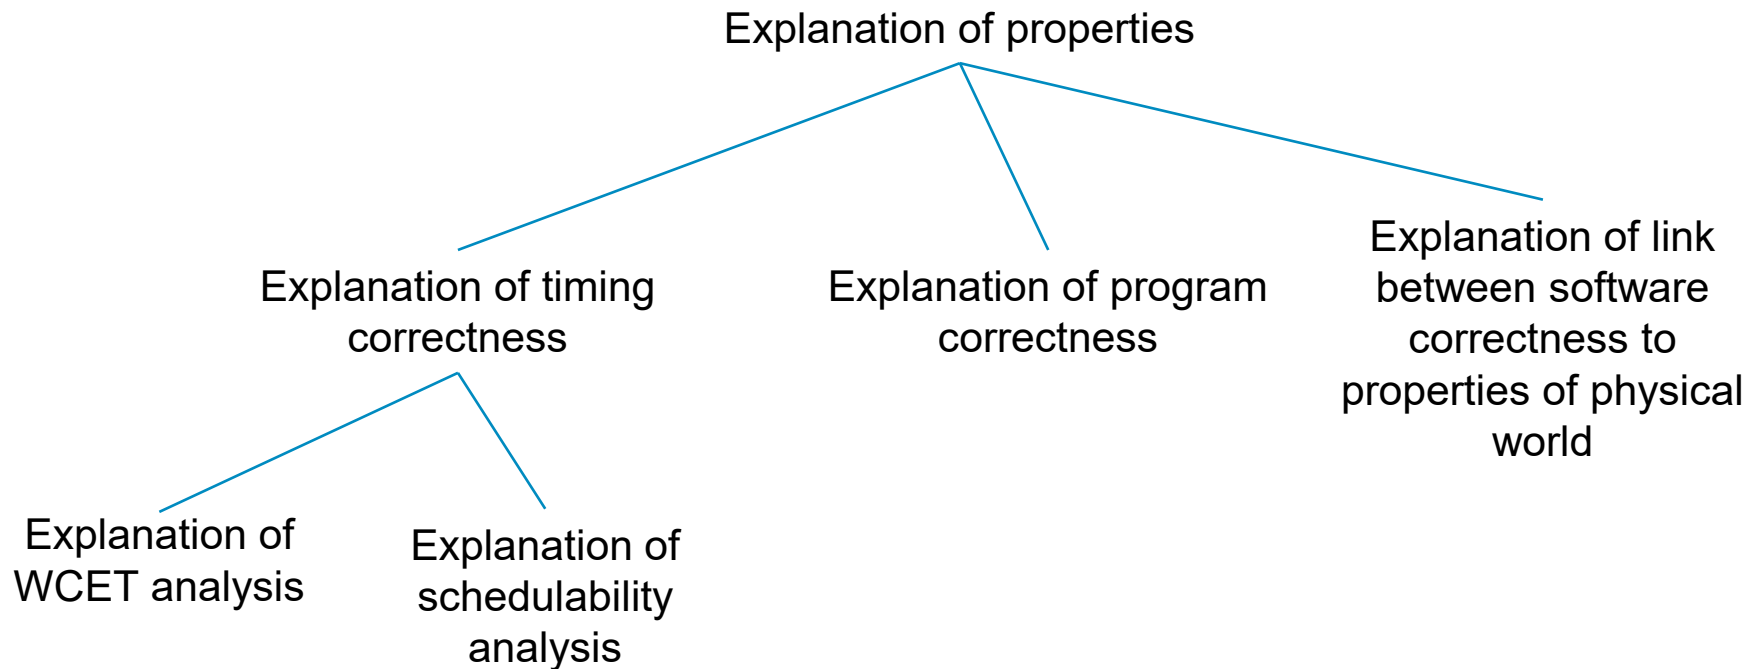 Explanation of properties
Explanation of timing
correctness
Explanation of program
correctness
Explanation of link
between software
correctness to
properties of physical
world
Explanation of
WCET analysis
Explanation of
schedulability
analysis